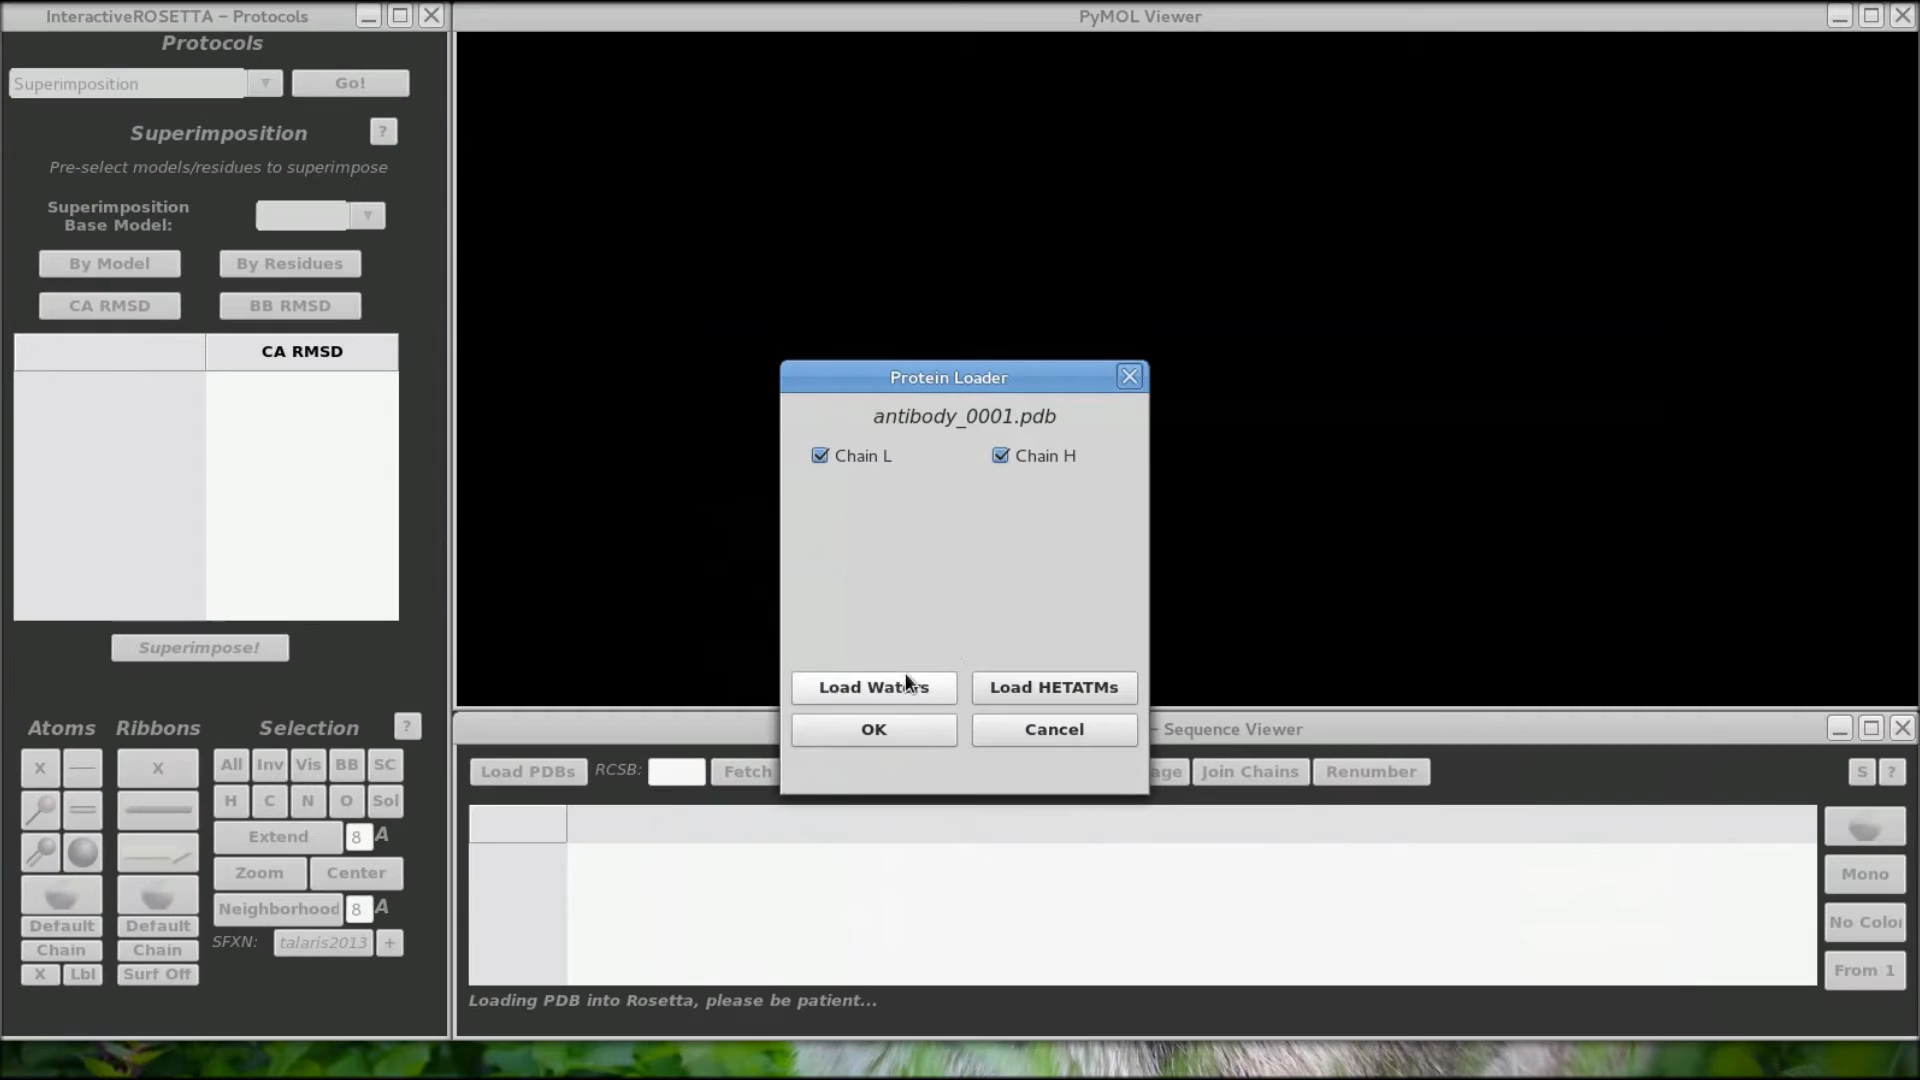 InteractiveROSETTA – Protocols
Protocols
Superimposition
Go!
Superimposition
?
Pre-select models/residues to superimpose
Superimposition
Base Model:
By Model
By Residues
CA RMSD
BB RMSD
CA RMSD
Superimpose!
Atoms
Ribbons
Selection
?
X
X
All
Inv
Vis
BB
SC
H
C
N
O
Sol
Extend
8
A
Zoom
Center
Neighborhood
8
A
Default
Default
SFXN:
talaris2013
+
Chain
Chain
X
Lbl
Surf Off
PyMOL Viewer
Protein Loader
antibody_0001.pdb
Chain L
Chain H
Load Waters
Load HETATMs
OK
Cancel
– Sequence Viewer
Load PDBs
RCSB:
Fetch
age
Join Chains
Renumber
S
?
Mono
No Color
From 1
Loading PDB into Rosetta, please be patient...